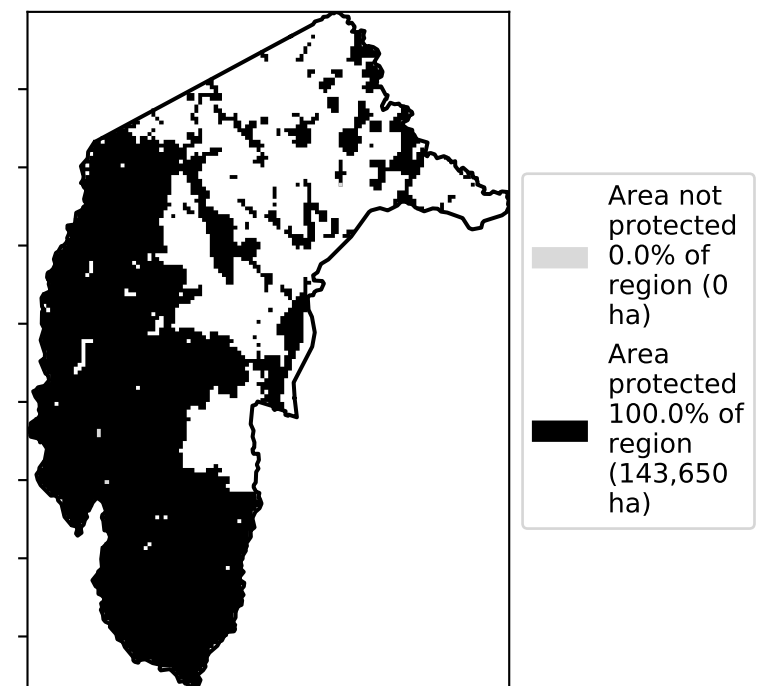 Area not
protected
0.0% of
region (0
ha)
Area
protected
100.0% of
region
(143,650
ha)